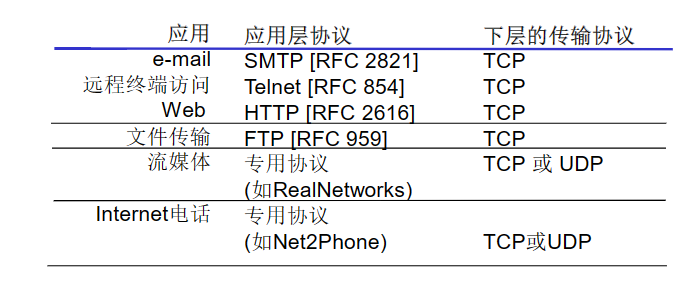 应用 应用层协议 下层的传输协议
e-mail SMTP [RFC 2821] TCP
远程终端访问 Telnet [RFC 854] TCP
Web HTTP [RFC 2616] TCP
文件传输 FTP [RFC 959] TCP
流媒体 专用协议 TCP 或 UDP
(如RealNetworks)
Internet电话 专用协议
(如Net2Phone) TCP或UDP